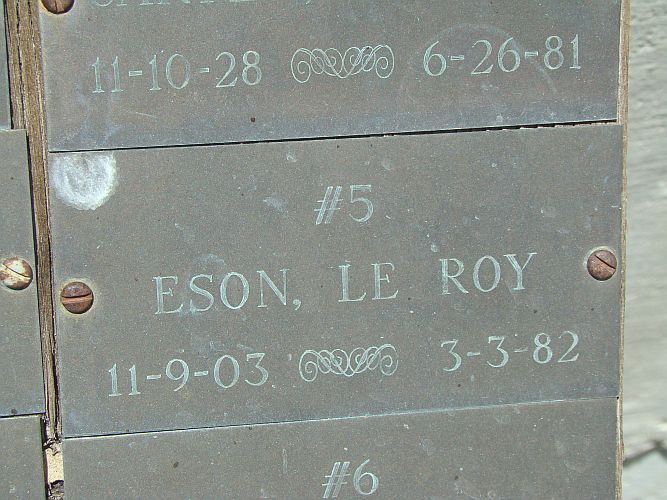 11-10-28 6-26-81
#5
ESON, LE ROY
11-9-03 3-3-82
#6